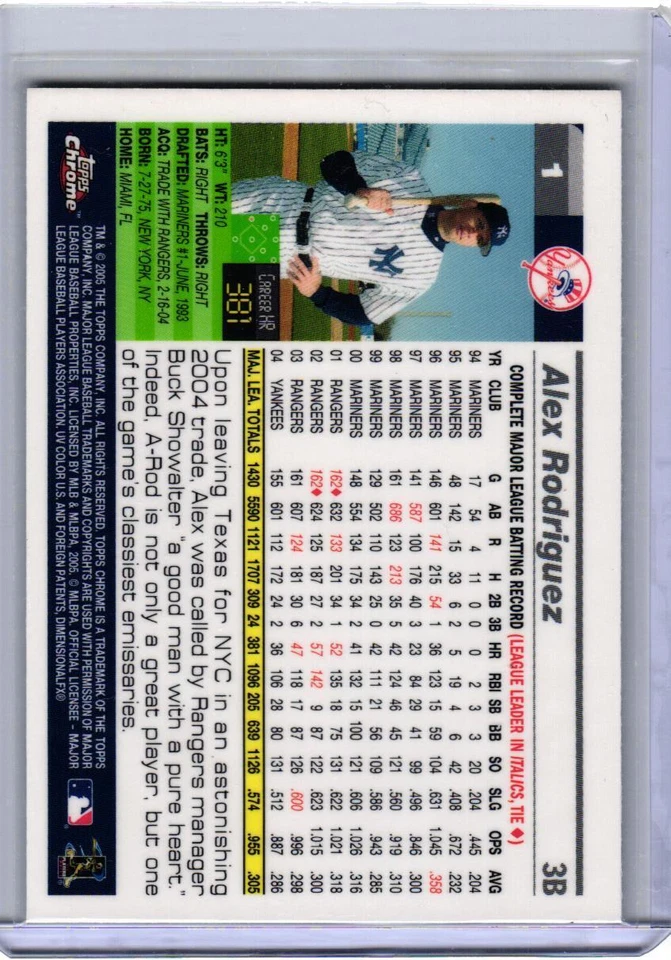 1
Yankees
Alex Rodriguez 3B
COMPLETE MAJOR LEAGUE BATTING RECORD (LEAGUE LEADER IN ITALICS, TIE ♦)
YR CLUB G AB R H 2B 3B HR RBI SB BB SO SLG OPS AVG
94 MARINERS 17 54 4 11 0 0 0 2 3 3 20 .204 .445 .204
95 MARINERS 48 142 15 33 6 2 5 19 4 6 42 .408 .672 .232
96 MARINERS 146 601 141 215 54 1 36 123 15 59 104 .631 1.045 .358
97 MARINERS 141 587 100 176 40 3 23 84 29 41 99 .496 .846 .300
98 MARINERS 161 686 123 213 35 5 42 124 46 45 121 .560 .919 .310
99 MARINERS 129 502 110 143 25 0 42 111 21 56 109 .586 .943 .285
00 MARINERS 148 554 134 175 34 2 41 132 15 100 121 .606 1.026 .316
01 RANGERS 162♦ 632 133 201 34 1 52 135 18 75 131 .622 1.021 .318
02 RANGERS 162♦ 624 125 187 27 2 57 142 9 87 122 .623 1.015 .300
03 RANGERS 161 607 124 181 30 6 47 118 17 87 126 .600 .996 .298
04 YANKEES 155 601 112 172 24 2 36 106 28 80 131 .512 .887 .286
MAJ. LEA. TOTALS 1430 5590 1121 1707 309 24 381 1096 205 639 1126 .574 .955 .305
CAREER HR
381
HT: 6'3" WT: 210
BATS: RIGHT THROWS: RIGHT
DRAFTED: MARINERS #1-JUNE 1993
ACQ: TRADE WITH RANGERS 2-16-04
BORN: 7-27-75, NEW YORK, NY
HOME: MIAMI, FL
Upon leaving Texas for NYC in an astonishing
2004 trade, Alex was called by Rangers manager
Buck Showalter "a good man with a pure heart."
Indeed, A-Rod is not only a great player, but one
of the game's classiest emissaries.
Topps
Chrome™
TM & © 2005 THE TOPPS COMPANY, INC. ALL RIGHTS RESERVED. TOPPS CHROME IS A TRADEMARK OF THE TOPPS
COMPANY, INC. MAJOR LEAGUE BASEBALL TRADEMARKS AND COPYRIGHTS ARE USED WITH PERMISSION OF MAJOR
LEAGUE BASEBALL PROPERTIES, INC. LICENSED BY MLB & MLBPA, 2005 © MLBPA, OFFICIAL LICENSEE – MAJOR
LEAGUE BASEBALL PLAYERS ASSOCIATION. UV COLOR U.S. AND FOREIGN PATENTS, DIMENSIONALFX®